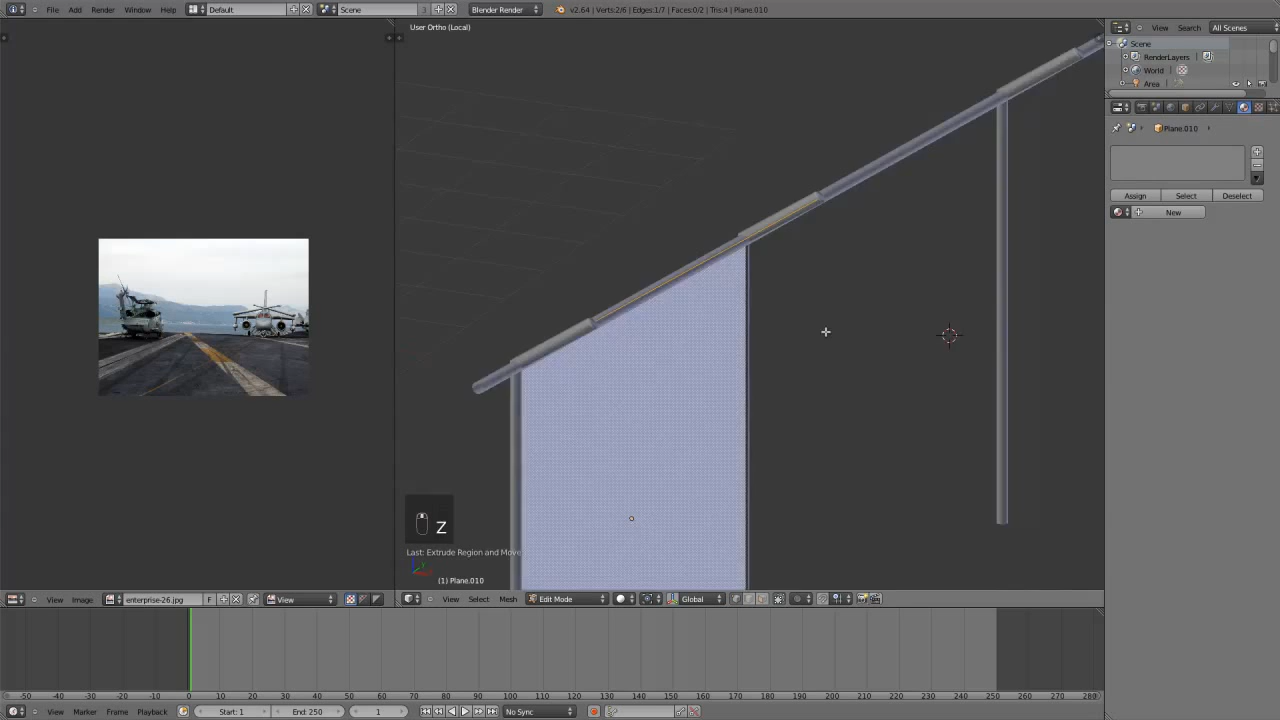 File Add Render Window Help Default Scene 3 Blender Render v2.64 | Verts:2/6 | Edges:1/7 | Faces:0/2 | Tris:4 | Plane.010
User Ortho (Local)
View Search All Scenes
Scene
RenderLayers |
World
Area
Plane.010
Assign Select Deselect
New
Z
Last: Extrude Region and Move
(1) Plane.010
View Image enterprise-26.jpg F View
View Select Mesh Edit Mode Global
-50 -40 -30 -20 -10 0 10 20 30 40 50 60 70 80 90 100 110 120 130 140 150 160 170 180 190 200 210 220 230 240 250 260 270 280
View Marker Frame Playback Start: 1 End: 250 1 No Sync